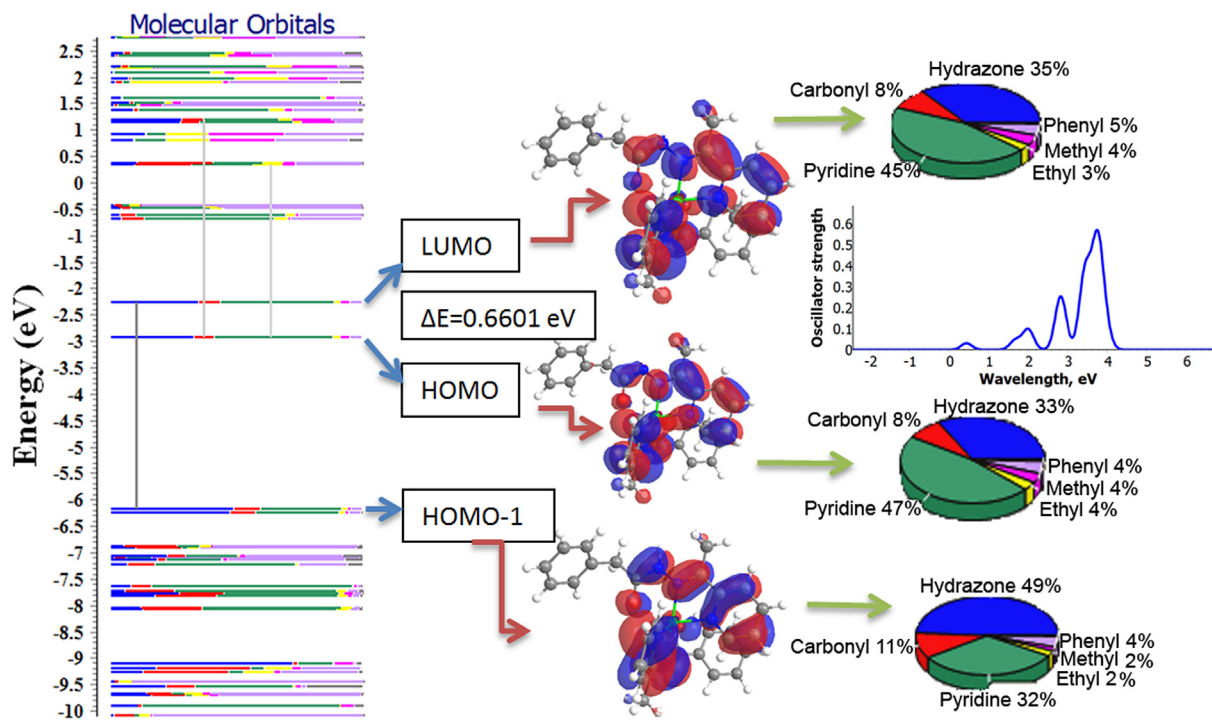 Molecular Orbitals
Energy (eV)
2.5
2
1.5
1
0.5
0
-0.5
-1
-1.5
-2
-2.5
-3
-3.5
-4
-4.5
-5
-5.5
-6
-6.5
-7
-7.5
-8
-8.5
-9
-9.5
-10
LUMO
ΔE=0.6601 eV
HOMO
HOMO-1
Hydrazone 35%
Carbonyl 8%
Phenyl 5%
Methyl 4%
Pyridine 45%
Ethyl 3%
Oscillator strength
0.6
0.5
0.4
0.3
0.2
0.1
0
-2 -1 0 1 2 3 4 5 6
Wavelength, eV
Hydrazone 33%
Carbonyl 8%
Phenyl 4%
Methyl 4%
Pyridine 47%
Ethyl 4%
Hydrazone 49%
Carbonyl 11%
Phenyl 4%
Methyl 2%
Ethyl 2%
Pyridine 32%